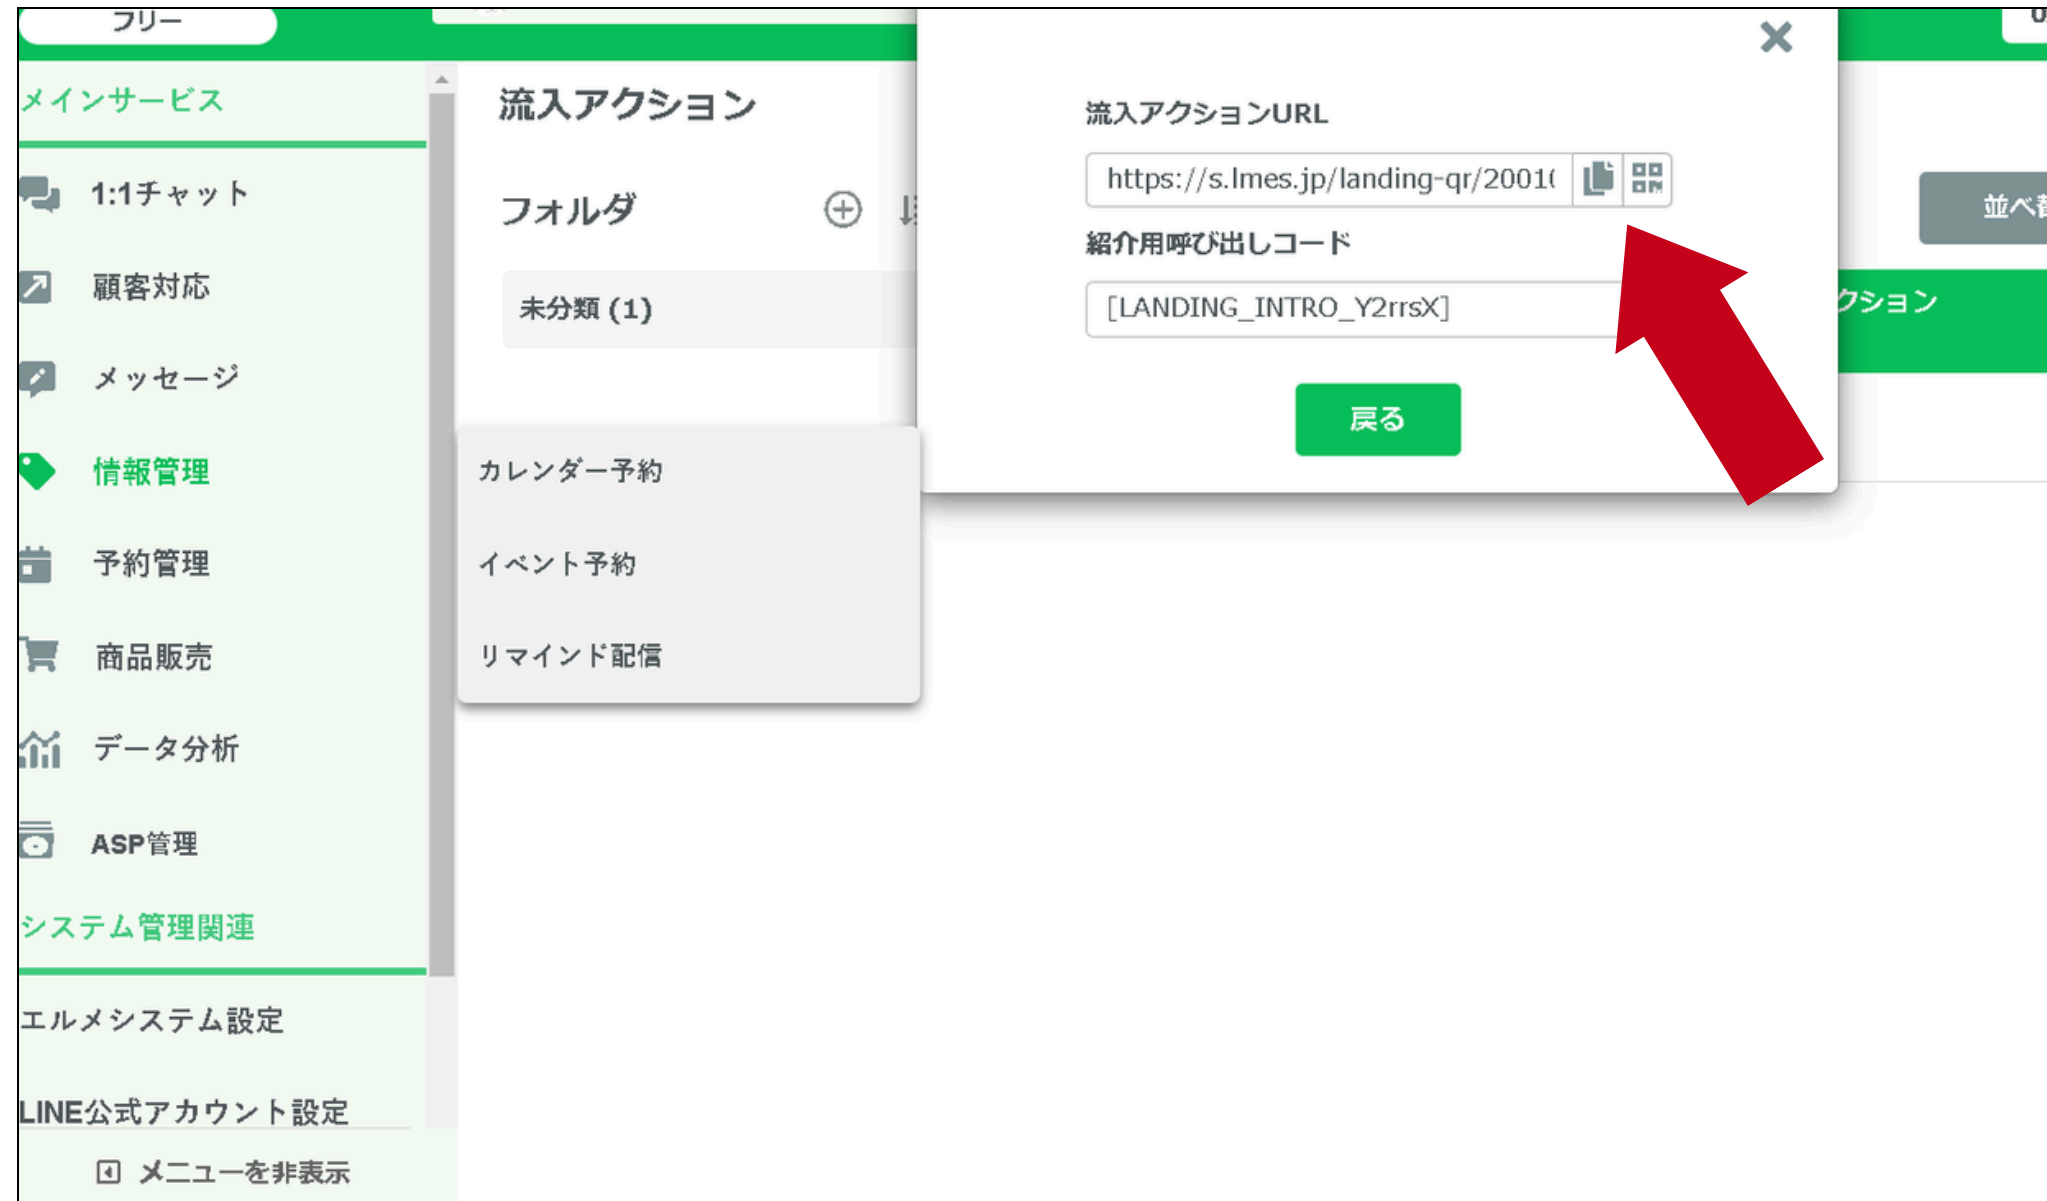 フリー
メインサービス
1:1チャット
顧客対応
メッセージ
情報管理
予約管理
商品販売
データ分析
ASP管理
システム管理関連
エルメシステム設定
LINE公式アカウント設定
メニューを非表示
流入アクション
フォルダ
未分類 (1)
カレンダー予約
イベント予約
リマインド配信
流入アクションURL
https://s.lmes.jp/landing-qr/2001
紹介用呼び出しコード
[LANDING_INTRO_Y2rrsX]
戻る
並べ
クション